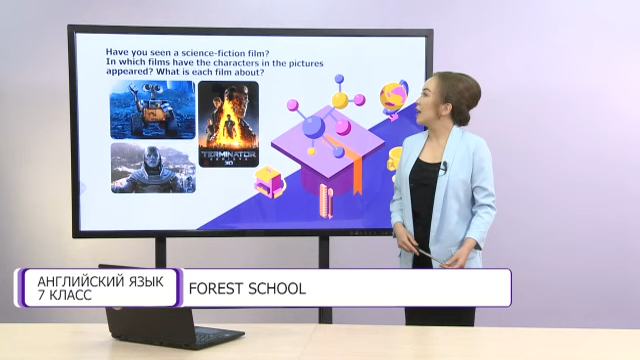 Have you seen a science-fiction film?
In which films have the characters in the pictures
appeared? What is each film about?
TERMINATOR
3D
АНГЛИЙСКИЙ ЯЗЫК
7 КЛАСС
FOREST SCHOOL